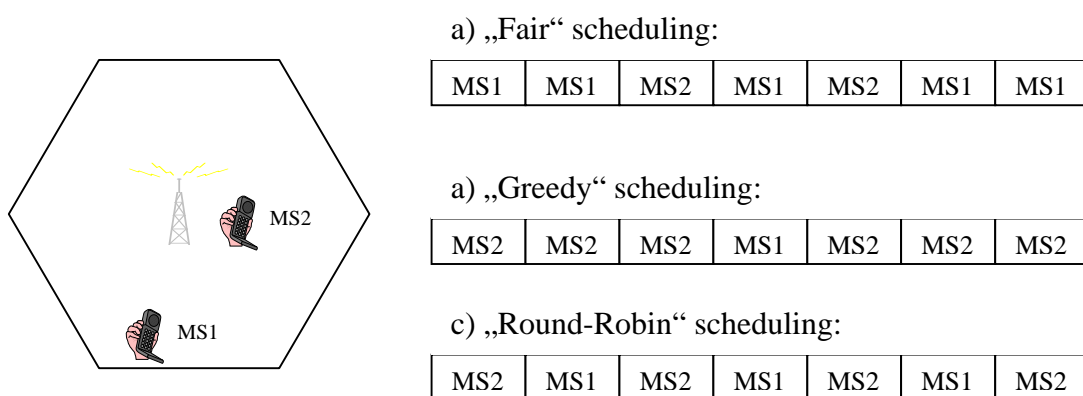 a) „Fair“ scheduling:
MS1 MS1 MS2 MS1 MS2 MS1 MS1
a) „Greedy“ scheduling:
MS2 MS2 MS2 MS1 MS2 MS2 MS2
c) „Round-Robin“ scheduling:
MS2 MS1 MS2 MS1 MS2 MS1 MS2
MS2
MS1